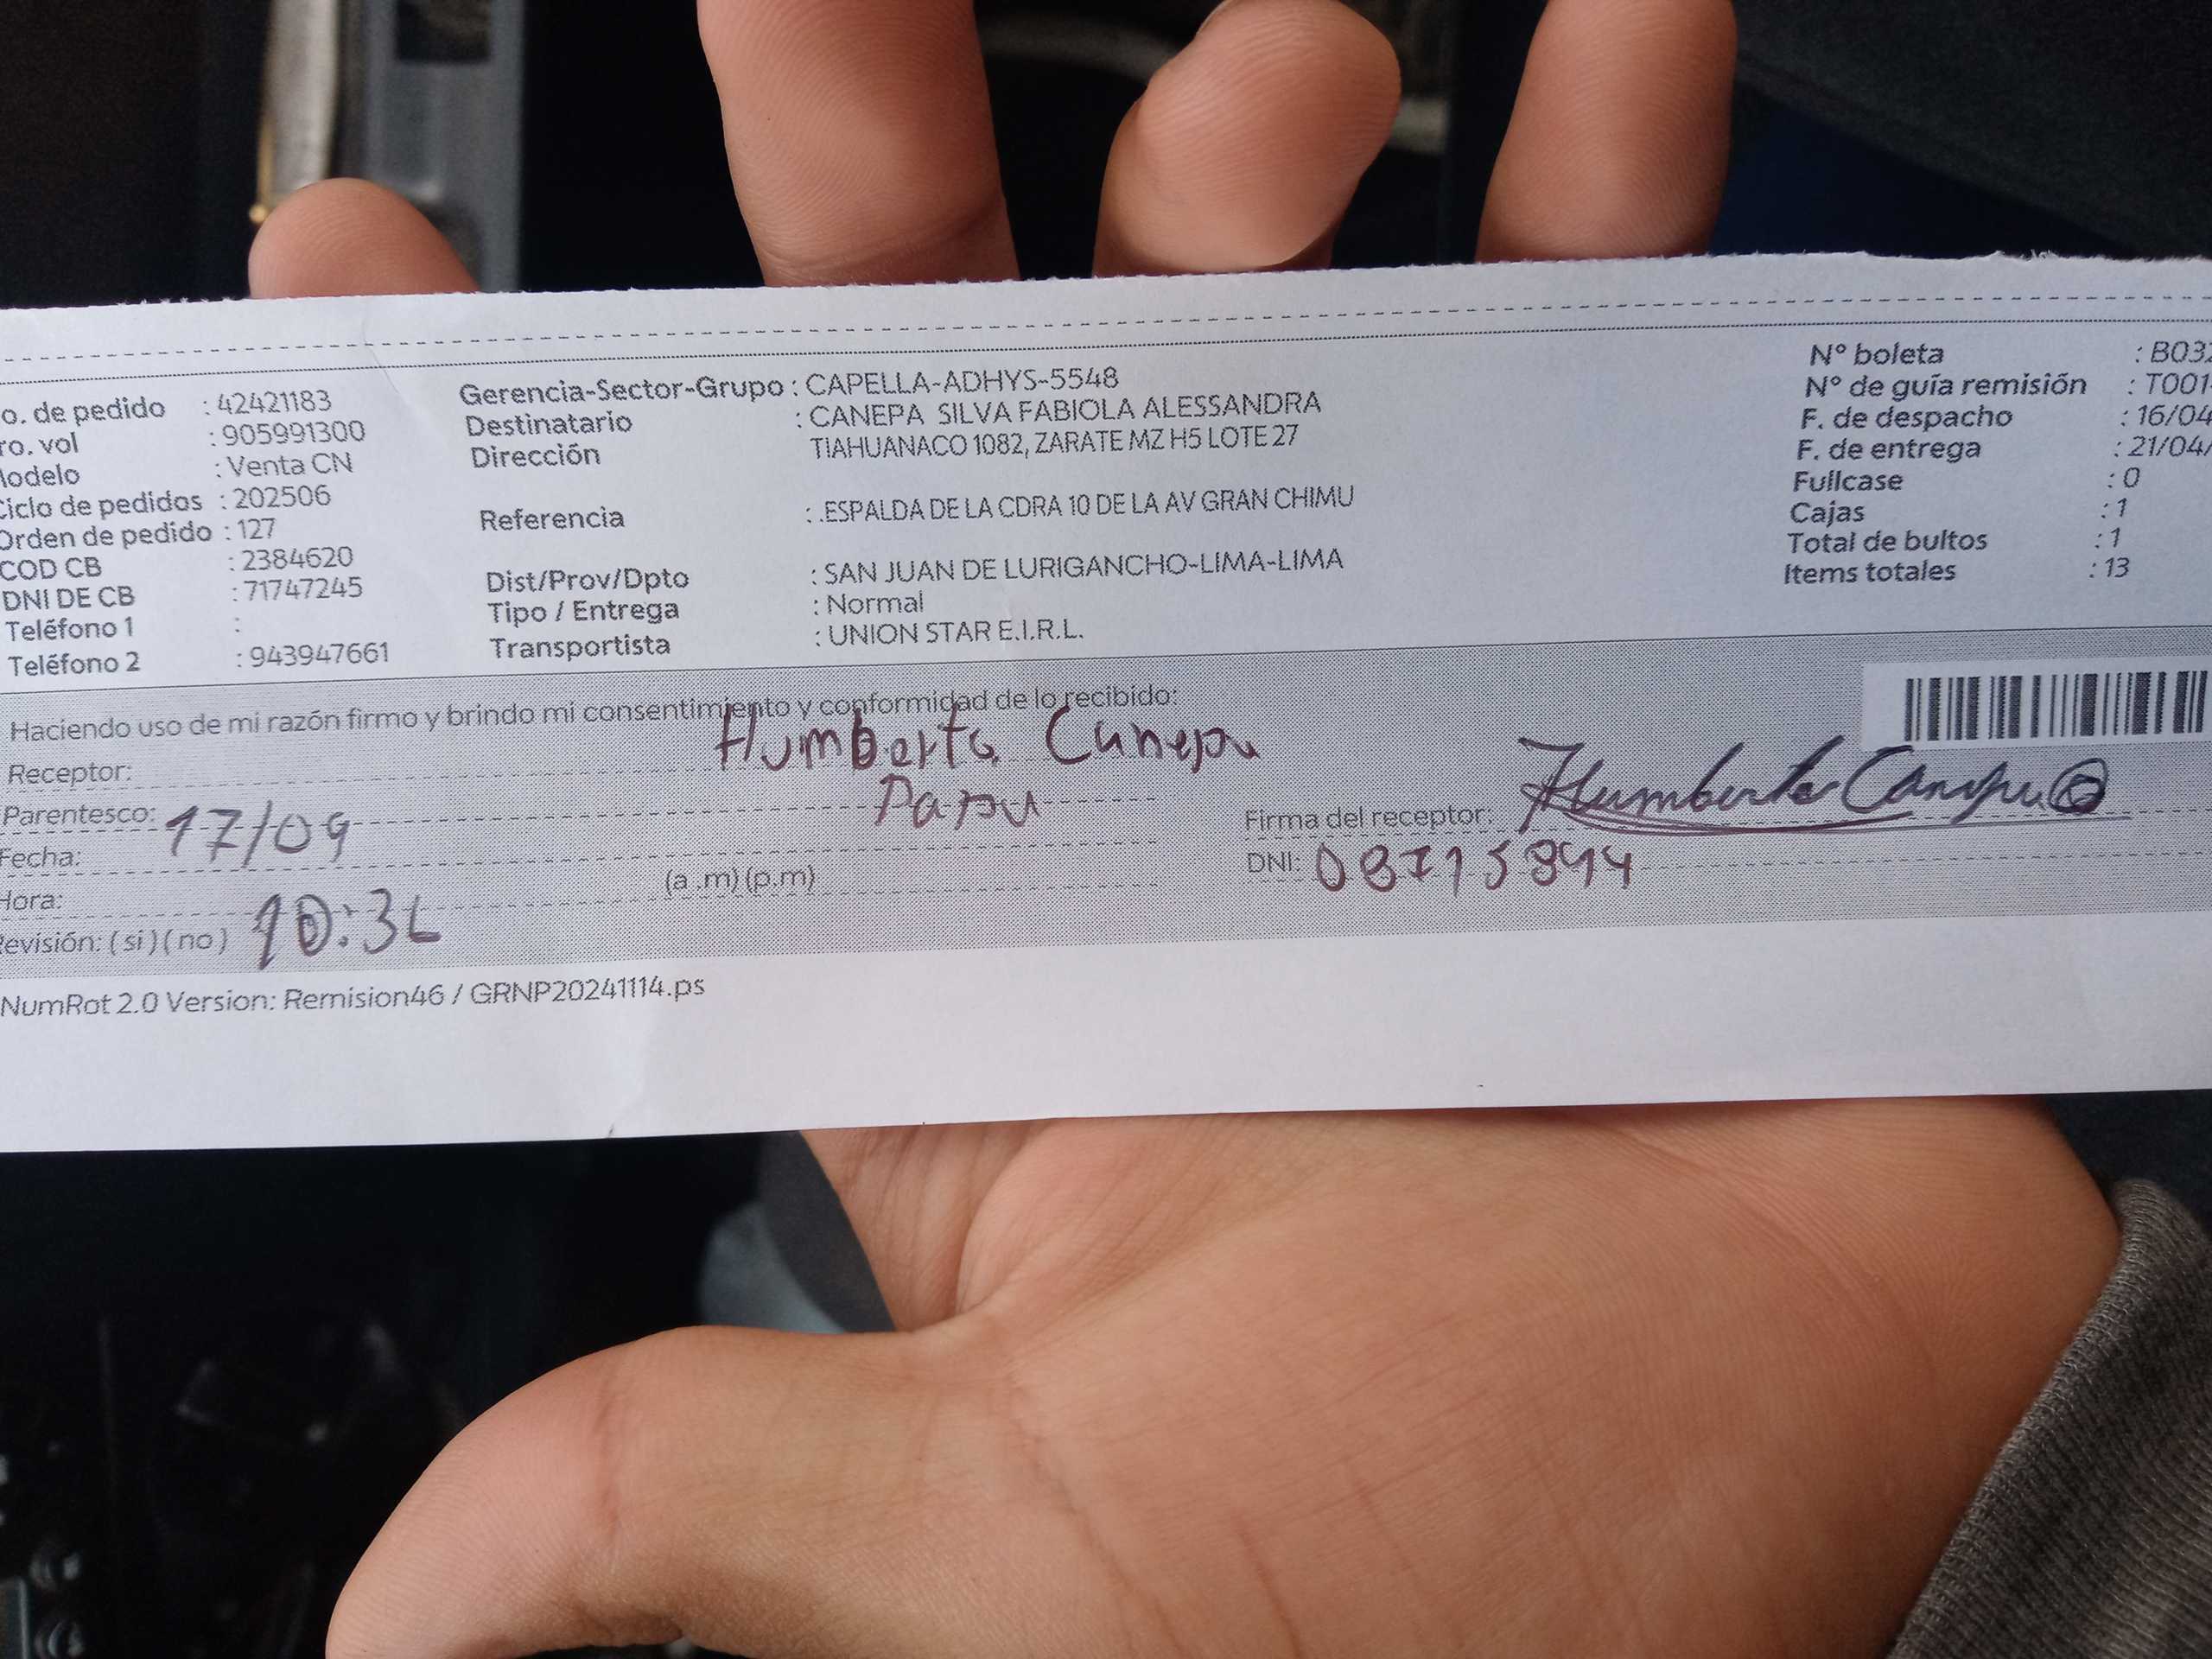 o. de pedido : 42421183
ro. vol : 905991300
Modelo : Venta CN
Ciclo de pedidos : 202506
Orden de pedido : 127
COD CB : 2384620
DNI DE CB : 71747245
Teléfono 1 :
Teléfono 2 : 943947661
Gerencia-Sector-Grupo : CAPELLA-ADHYS-5548
Destinatario : CANEPA SILVA FABIOLA ALESSANDRA
Dirección TIAHUANACO 1082, ZARATE MZ H5 LOTE 27
Referencia : .ESPALDA DE LA CDRA 10 DE LA AV GRAN CHIMU
Dist/Prov/Dpto : SAN JUAN DE LURIGANCHO-LIMA-LIMA
Tipo / Entrega : Normal
Transportista : UNION STAR E.I.R.L.
N° boleta : B032
N° de guía remisión : T001-
F. de despacho : 16/04
F. de entrega : 21/04/
Fullcase : 0
Cajas : 1
Total de bultos : 1
Items totales : 13
Haciendo uso de mi razón firmo y brindo mi consentimiento y conformidad de lo recibido:
Receptor: Humberto Canepa
Parentesco: Papa
Fecha: 17/09
Hora: (a .m) (p.m)
Revisión: ( si ) ( no ) 10:36
Firma del receptor: Humberto Canepa
DNI:
NumRot 2.0 Version: Remision46 / GRNP20241114.ps